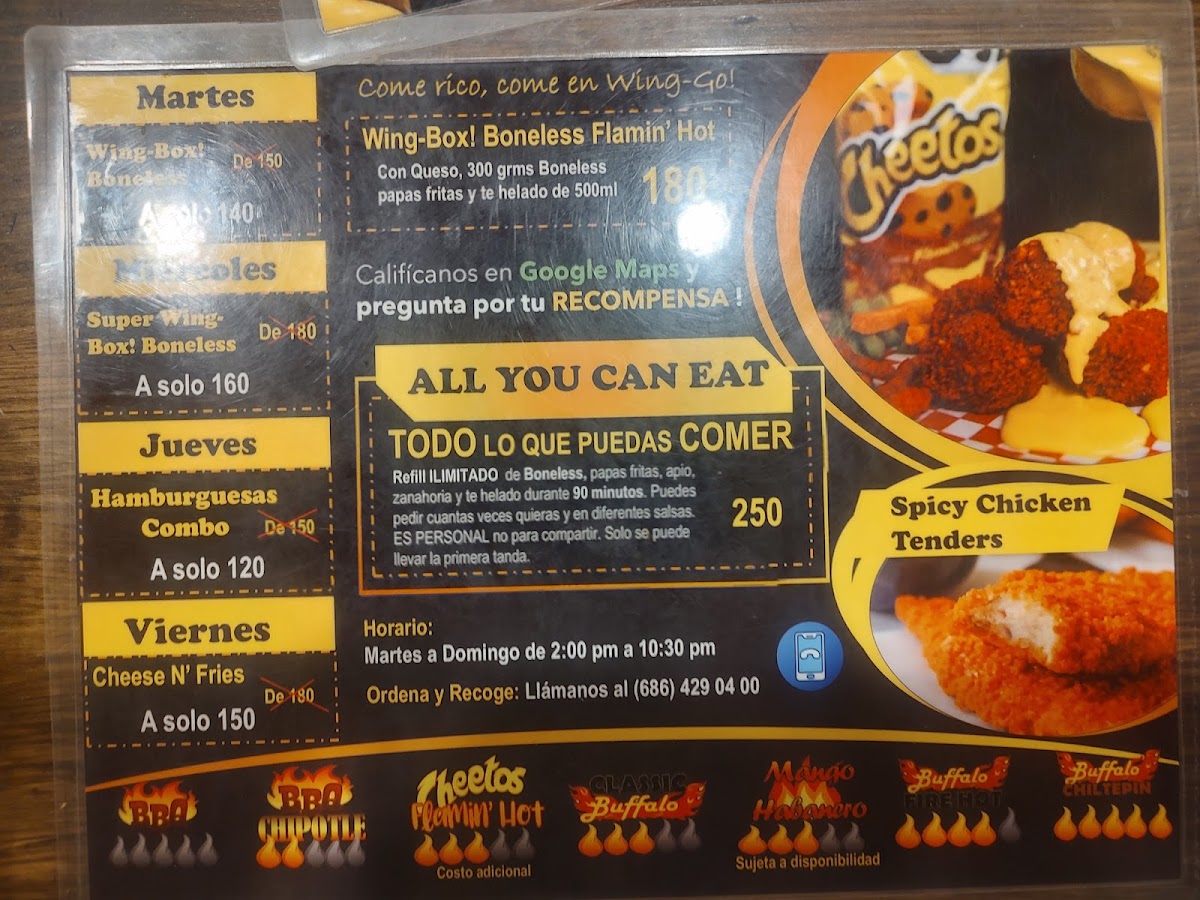 Martes
Wing-Box!
Boneless
De 150
A solo 140
Miércoles
Super Wing-
Box! Boneless
De 180
A solo 160
Jueves
Hamburguesas
Combo
De 150
A solo 120
Viernes
Cheese N' Fries
De 180
A solo 150
Come rico, come en Wing-Go!
Wing-Box! Boneless Flamin' Hot
Con Queso, 300 grms Boneless
papas fritas y te helado de 500ml
180
Califícanos en Google Maps y
pregunta por tu RECOMPENSA !
ALL YOU CAN EAT
TODO LO QUE PUEDAS COMER
Refill ILIMITADO de Boneless, papas fritas, apio,
zanahoria y te helado durante 90 minutos. Puedes
pedir cuantas veces quieras y en diferentes salsas.
ES PERSONAL no para compartir. Solo se puede
llevar la primera tanda.
250
Horario:
Martes a Domingo de 2:00 pm a 10:30 pm
Ordena y Recoge: Llámanos al (686) 429 04 00
Cheetos
Spicy Chicken
Tenders
BBQ
BBQ
CHIPOTLE
Cheetos
Flamin' Hot
Costo adicional
CLASSIC
Buffalo
Mango
Habanero
Sujeta a disponibilidad
Buffalo
FIRE HOT
Buffalo
CHILTEPIN